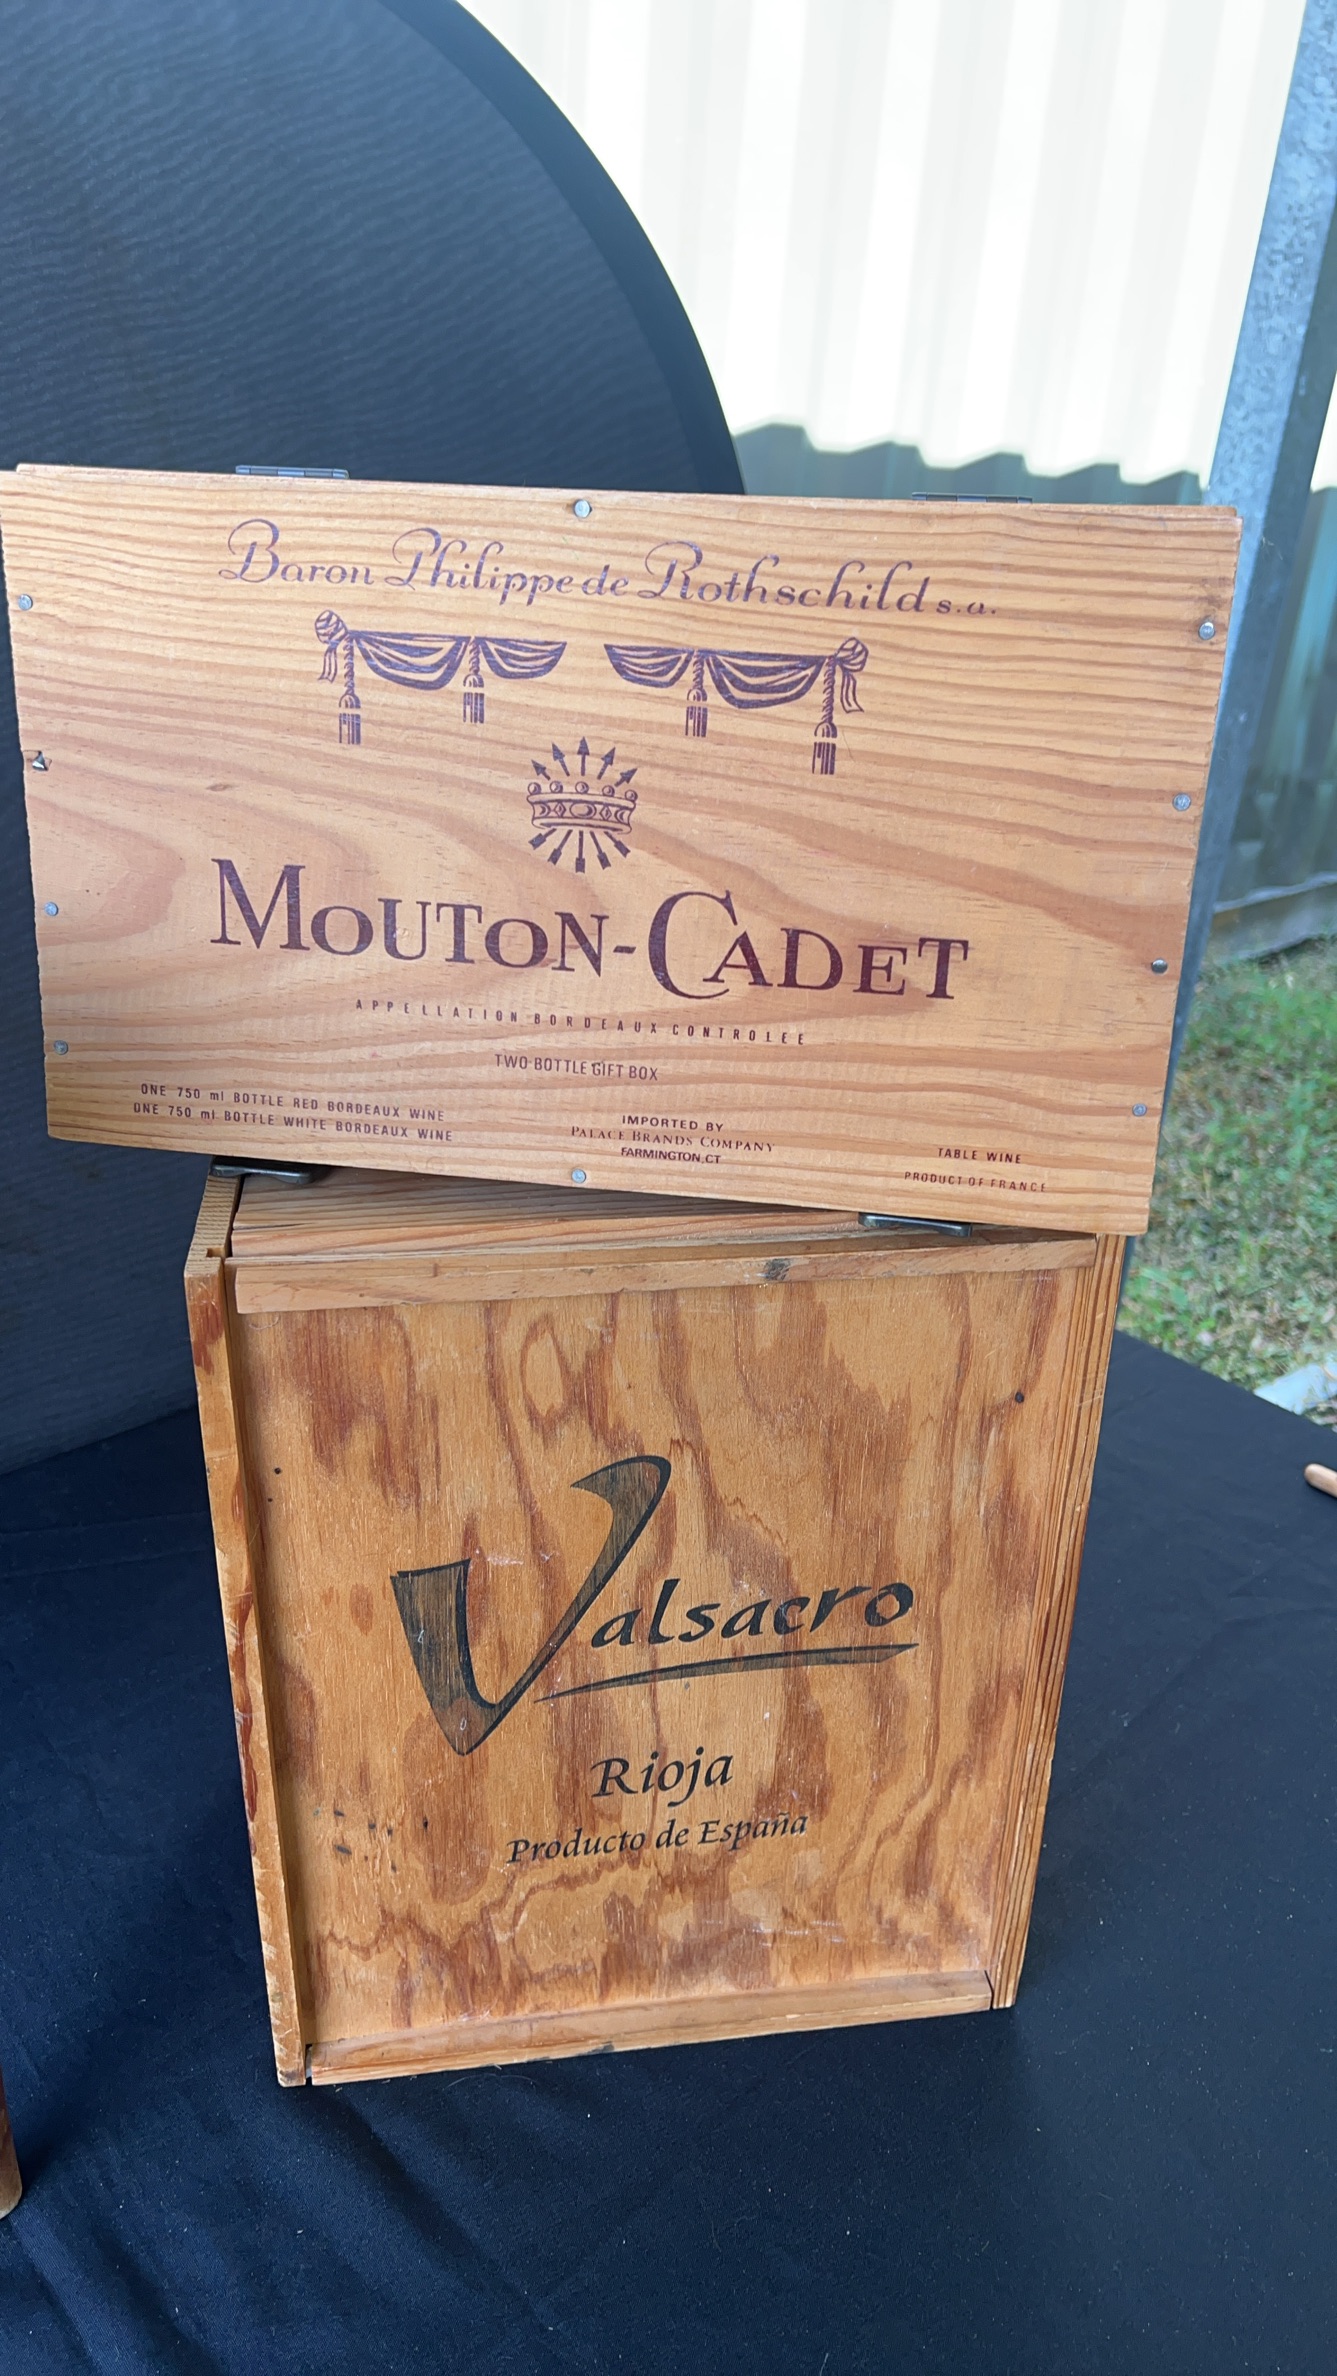 Baron Philippe de Rothschild s.a.
MOUTON-CADET
APPELLATION BORDEAUX CONTROLEE
TWO BOTTLE GIFT BOX
ONE 750 ml BOTTLE RED BORDEAUX WINE
ONE 750 ml BOTTLE WHITE BORDEAUX WINE
IMPORTED BY
PALACE BRANDS COMPANY
FARMINGTON, CT
TABLE WINE
PRODUCT OF FRANCE
Valsacro
Rioja
Producto de España